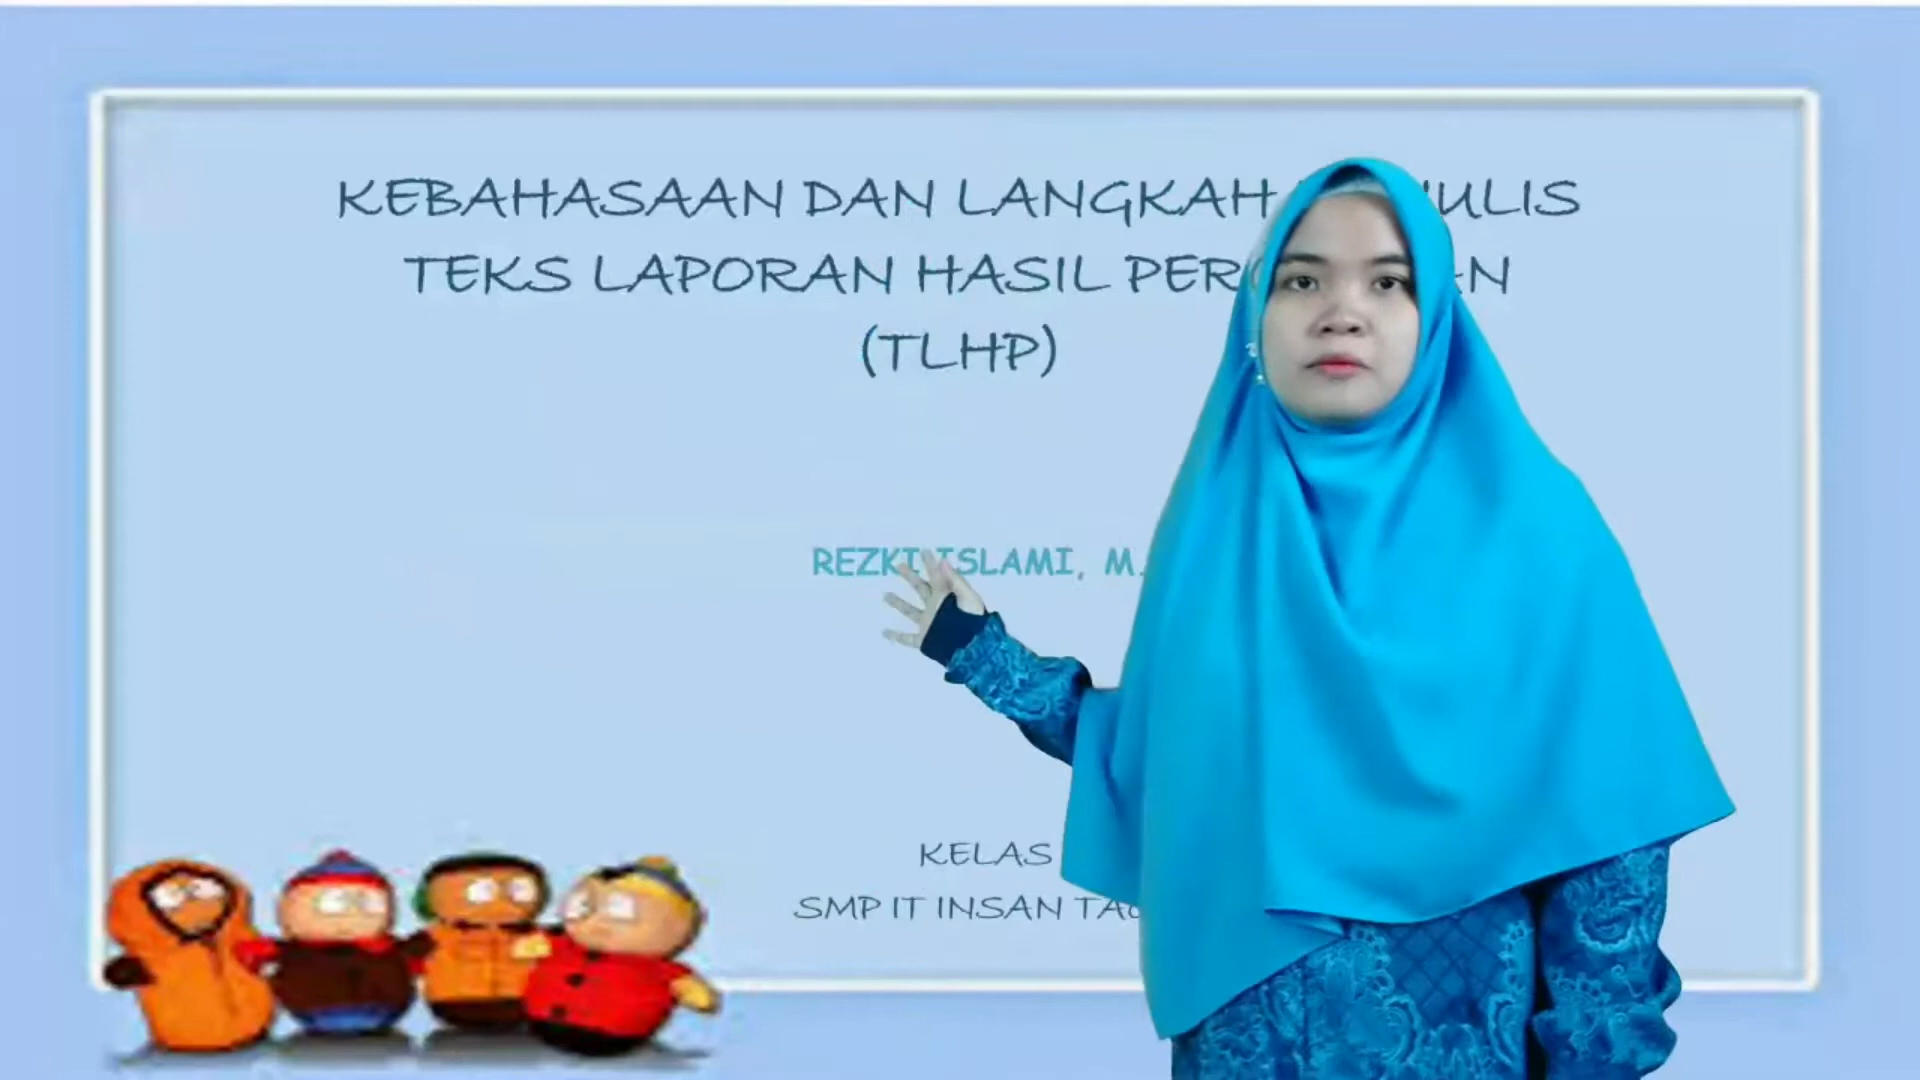 KEBAHASAAN DAN LANGKAH
TEKS LAPORAN HASIL
(TLHP)
REZKI ISLAMI,
KELAS
SMP IT INSAN